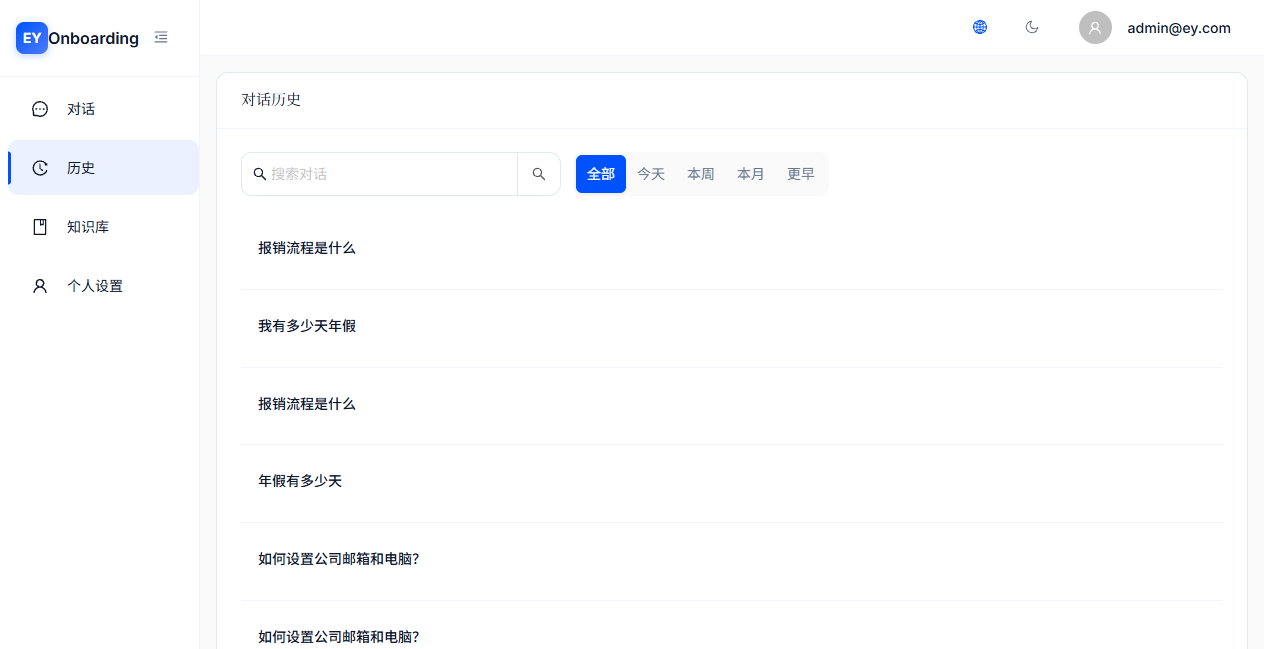 EY Onboarding
admin@ey.com
对话
历史
知识库
个人设置
对话历史
搜索对话
全部 今天 本周 本月 更早
报销流程是什么
我有多少天年假
报销流程是什么
年假有多少天
如何设置公司邮箱和电脑?
如何设置公司邮箱和电脑?